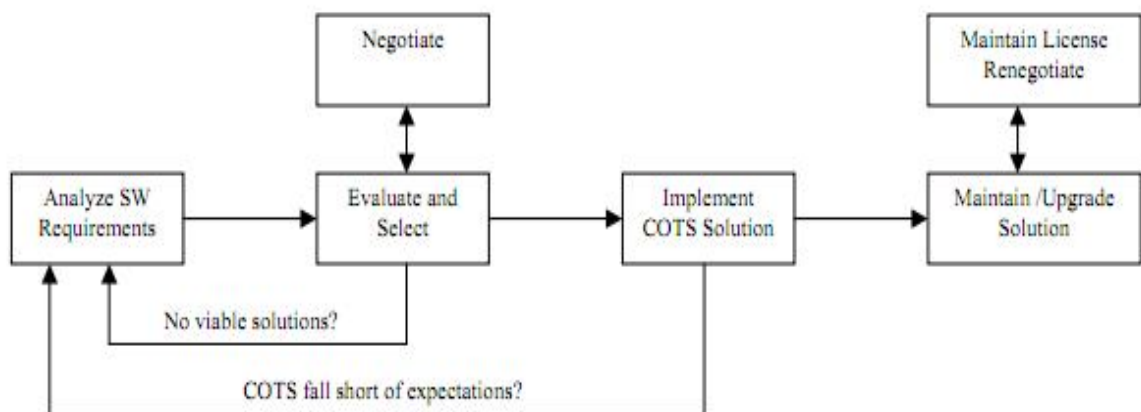 Negotiate
Maintain License
Renegotiate
Analyze SW
Requirements
Evaluate and
Select
Implement
COTS Solution
Maintain /Upgrade
Solution
No viable solutions?
COTS fall short of expectations?